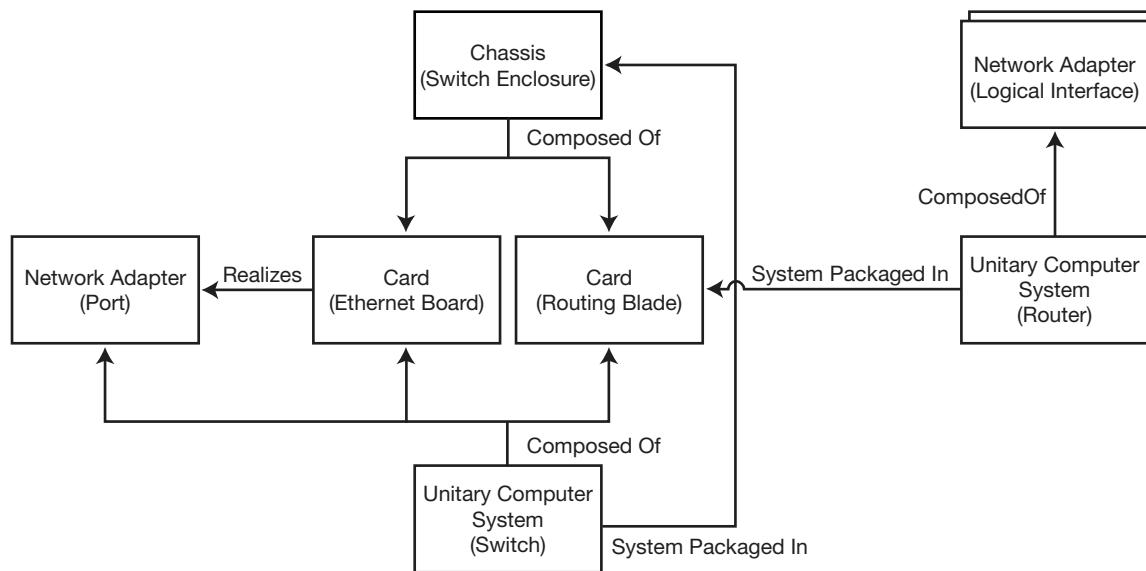 Chassis
(Switch Enclosure)
Network Adapter
(Logical Interface)
Composed Of
ComposedOf
Network Adapter
(Port)
Realizes
Card
(Ethernet Board)
Card
(Routing Blade)
System Packaged In
Unitary Computer
System
(Router)
Composed Of
Unitary Computer
System
(Switch)
System Packaged In